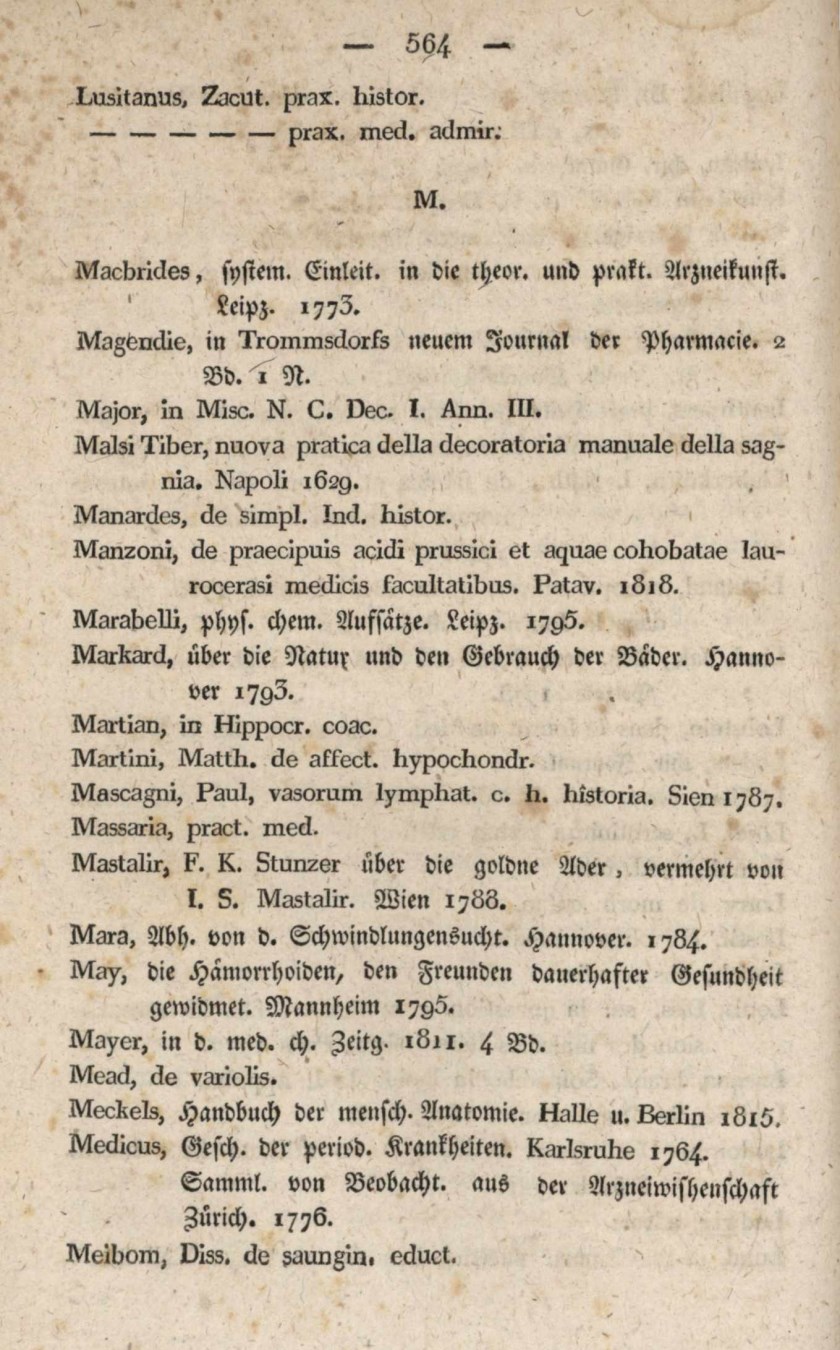 — 564 —
Lusitanus, Zacut. prax. histor.
— — — — — prax. med. admir.
M.
Macbrides, system. Einleit. in die theor. und prakt. Arzneikunst.
Leipz. 1773.
Magendie, in Trommsdorfs neuem Journal der Pharmacie. 2
Bd. 1 N.
Major, in Misc. N. C. Dec. I. Ann. III.
Malsi Tiber, nuova pratica della decoratoria manuale della sag-
nia. Napoli 1629.
Manardes, de simpl. Ind. histor.
Manzoni, de praecipuis acidi prussici et aquae cohobatae lau-
rocerasi medicis facultatibus. Patav. 1818.
Marabelli, phys. chem. Aufsätze. Leipz. 1795.
Markard, über die Natur und den Gebrauch der Bäder. Hanno-
ver 1793.
Martian, in Hippocr. coac.
Martini, Matth. de affect. hypochondr.
Mascagni, Paul, vasorum lymphat. c. h. historia. Sien 1787.
Massaria, pract. med.
Mastalir, F. K. Stunzer über die goldne Ader, vermehrt von
I. S. Mastalir. Wien 1788.
Mara, Abh. von d. Schwindlungensucht. Hannover. 1784.
May, die Hämorrhoiden, den Freunden dauerhafter Gesundheit
gewidmet. Mannheim 1795.
Mayer, in d. med. ch. Zeitg. 1811. 4 Bd.
Mead, de variolis.
Meckels, Handbuch der mensch. Anatomie. Halle u. Berlin 1815.
Medicus, Gesch. der period. Krankheiten. Karlsruhe 1764.
Samml. von Beobacht. aus der Arzneiwishenschaft
Zürich. 1776.
Meibom, Diss. de saungin. educt.